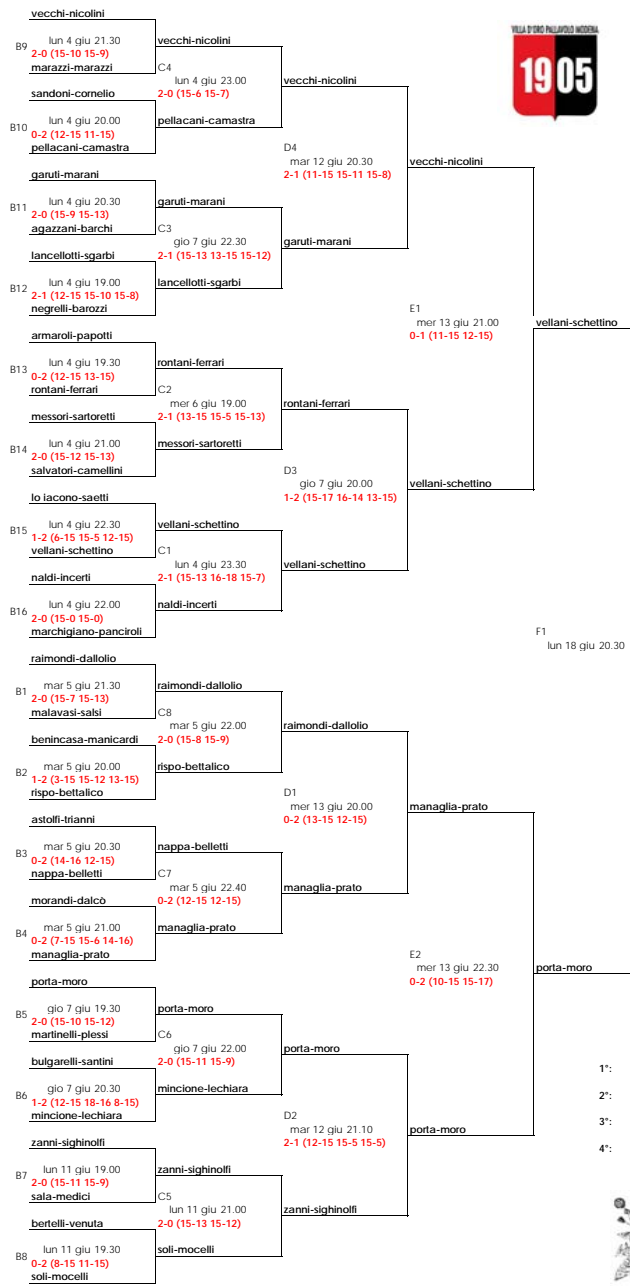 VILLA D'ORO PALLAVOLO MODENA
1905
vecchi-nicolini
B9
lun 4 giu 21.30
2-0 (15-10 15-9)
marazzi-marazzi
vecchi-nicolini
C4
lun 4 giu 23.00
2-0 (15-6 15-7)
sandoni-cornelio
B10
lun 4 giu 20.00
0-2 (12-15 11-15)
pellacani-camastra
pellacani-camastra
vecchi-nicolini
D4
mar 12 giu 20.30
2-1 (11-15 15-11 15-8)
vecchi-nicolini
garuti-marani
B11
lun 4 giu 20.30
2-0 (15-9 15-13)
agazzani-barchi
garuti-marani
C3
gio 7 giu 22.30
2-1 (15-13 13-15 15-12)
garuti-marani
lancellotti-sgarbi
B12
lun 4 giu 19.00
2-1 (12-15 15-10 15-8)
negrelli-barozzi
lancellotti-sgarbi
E1
mer 13 giu 21.00
0-1 (11-15 12-15)
vellani-schettino
armaroli-papotti
B13
lun 4 giu 19.30
0-2 (12-15 13-15)
rontani-ferrari
rontani-ferrari
C2
mer 6 giu 19.00
2-1 (13-15 15-5 15-13)
rontani-ferrari
messori-sartoretti
B14
lun 4 giu 21.00
2-0 (15-12 15-13)
salvatori-camellini
messori-sartoretti
D3
gio 7 giu 20.00
1-2 (15-17 16-14 13-15)
vellani-schettino
lo iacono-saetti
B15
lun 4 giu 22.30
1-2 (6-15 15-5 12-15)
vellani-schettino
vellani-schettino
C1
lun 4 giu 23.30
2-1 (15-13 16-18 15-7)
vellani-schettino
naldi-incerti
B16
lun 4 giu 22.00
2-0 (15-0 15-0)
marchigiano-panciroli
naldi-incerti
F1
lun 18 giu 20.30
raimondi-dallolio
B1
mar 5 giu 21.30
2-0 (15-7 15-13)
malavasi-salsi
raimondi-dallolio
C8
mar 5 giu 22.00
2-0 (15-8 15-9)
raimondi-dallolio
benincasa-manicardi
B2
mar 5 giu 20.00
1-2 (3-15 15-12 13-15)
rispo-bettalico
rispo-bettalico
D1
mer 13 giu 20.00
0-2 (13-15 12-15)
managlia-prato
astolfi-trianni
B3
mar 5 giu 20.30
0-2 (14-16 12-15)
nappa-belletti
nappa-belletti
C7
mar 5 giu 22.40
0-2 (12-15 12-15)
managlia-prato
morandi-dalcò
B4
mar 5 giu 21.00
0-2 (7-15 15-6 14-16)
managlia-prato
managlia-prato
E2
mer 13 giu 22.30
0-2 (10-15 15-17)
porta-moro
porta-moro
B5
gio 7 giu 19.30
2-0 (15-10 15-12)
martinelli-plessi
porta-moro
C6
gio 7 giu 22.00
2-0 (15-11 15-9)
porta-moro
bulgarelli-santini
B6
gio 7 giu 20.30
1-2 (12-15 18-16 8-15)
mincione-lechiara
mincione-lechiara
D2
mar 12 giu 21.10
2-1 (12-15 15-5 15-5)
porta-moro
zanni-sighinolfi
B7
lun 11 giu 19.00
2-0 (15-11 15-9)
sala-medici
zanni-sighinolfi
C5
lun 11 giu 21.00
2-0 (15-13 15-12)
zanni-sighinolfi
bertelli-venuta
B8
lun 11 giu 19.30
0-2 (8-15 11-15)
soli-mocelli
soli-mocelli
1°:
2°:
3°:
4°: